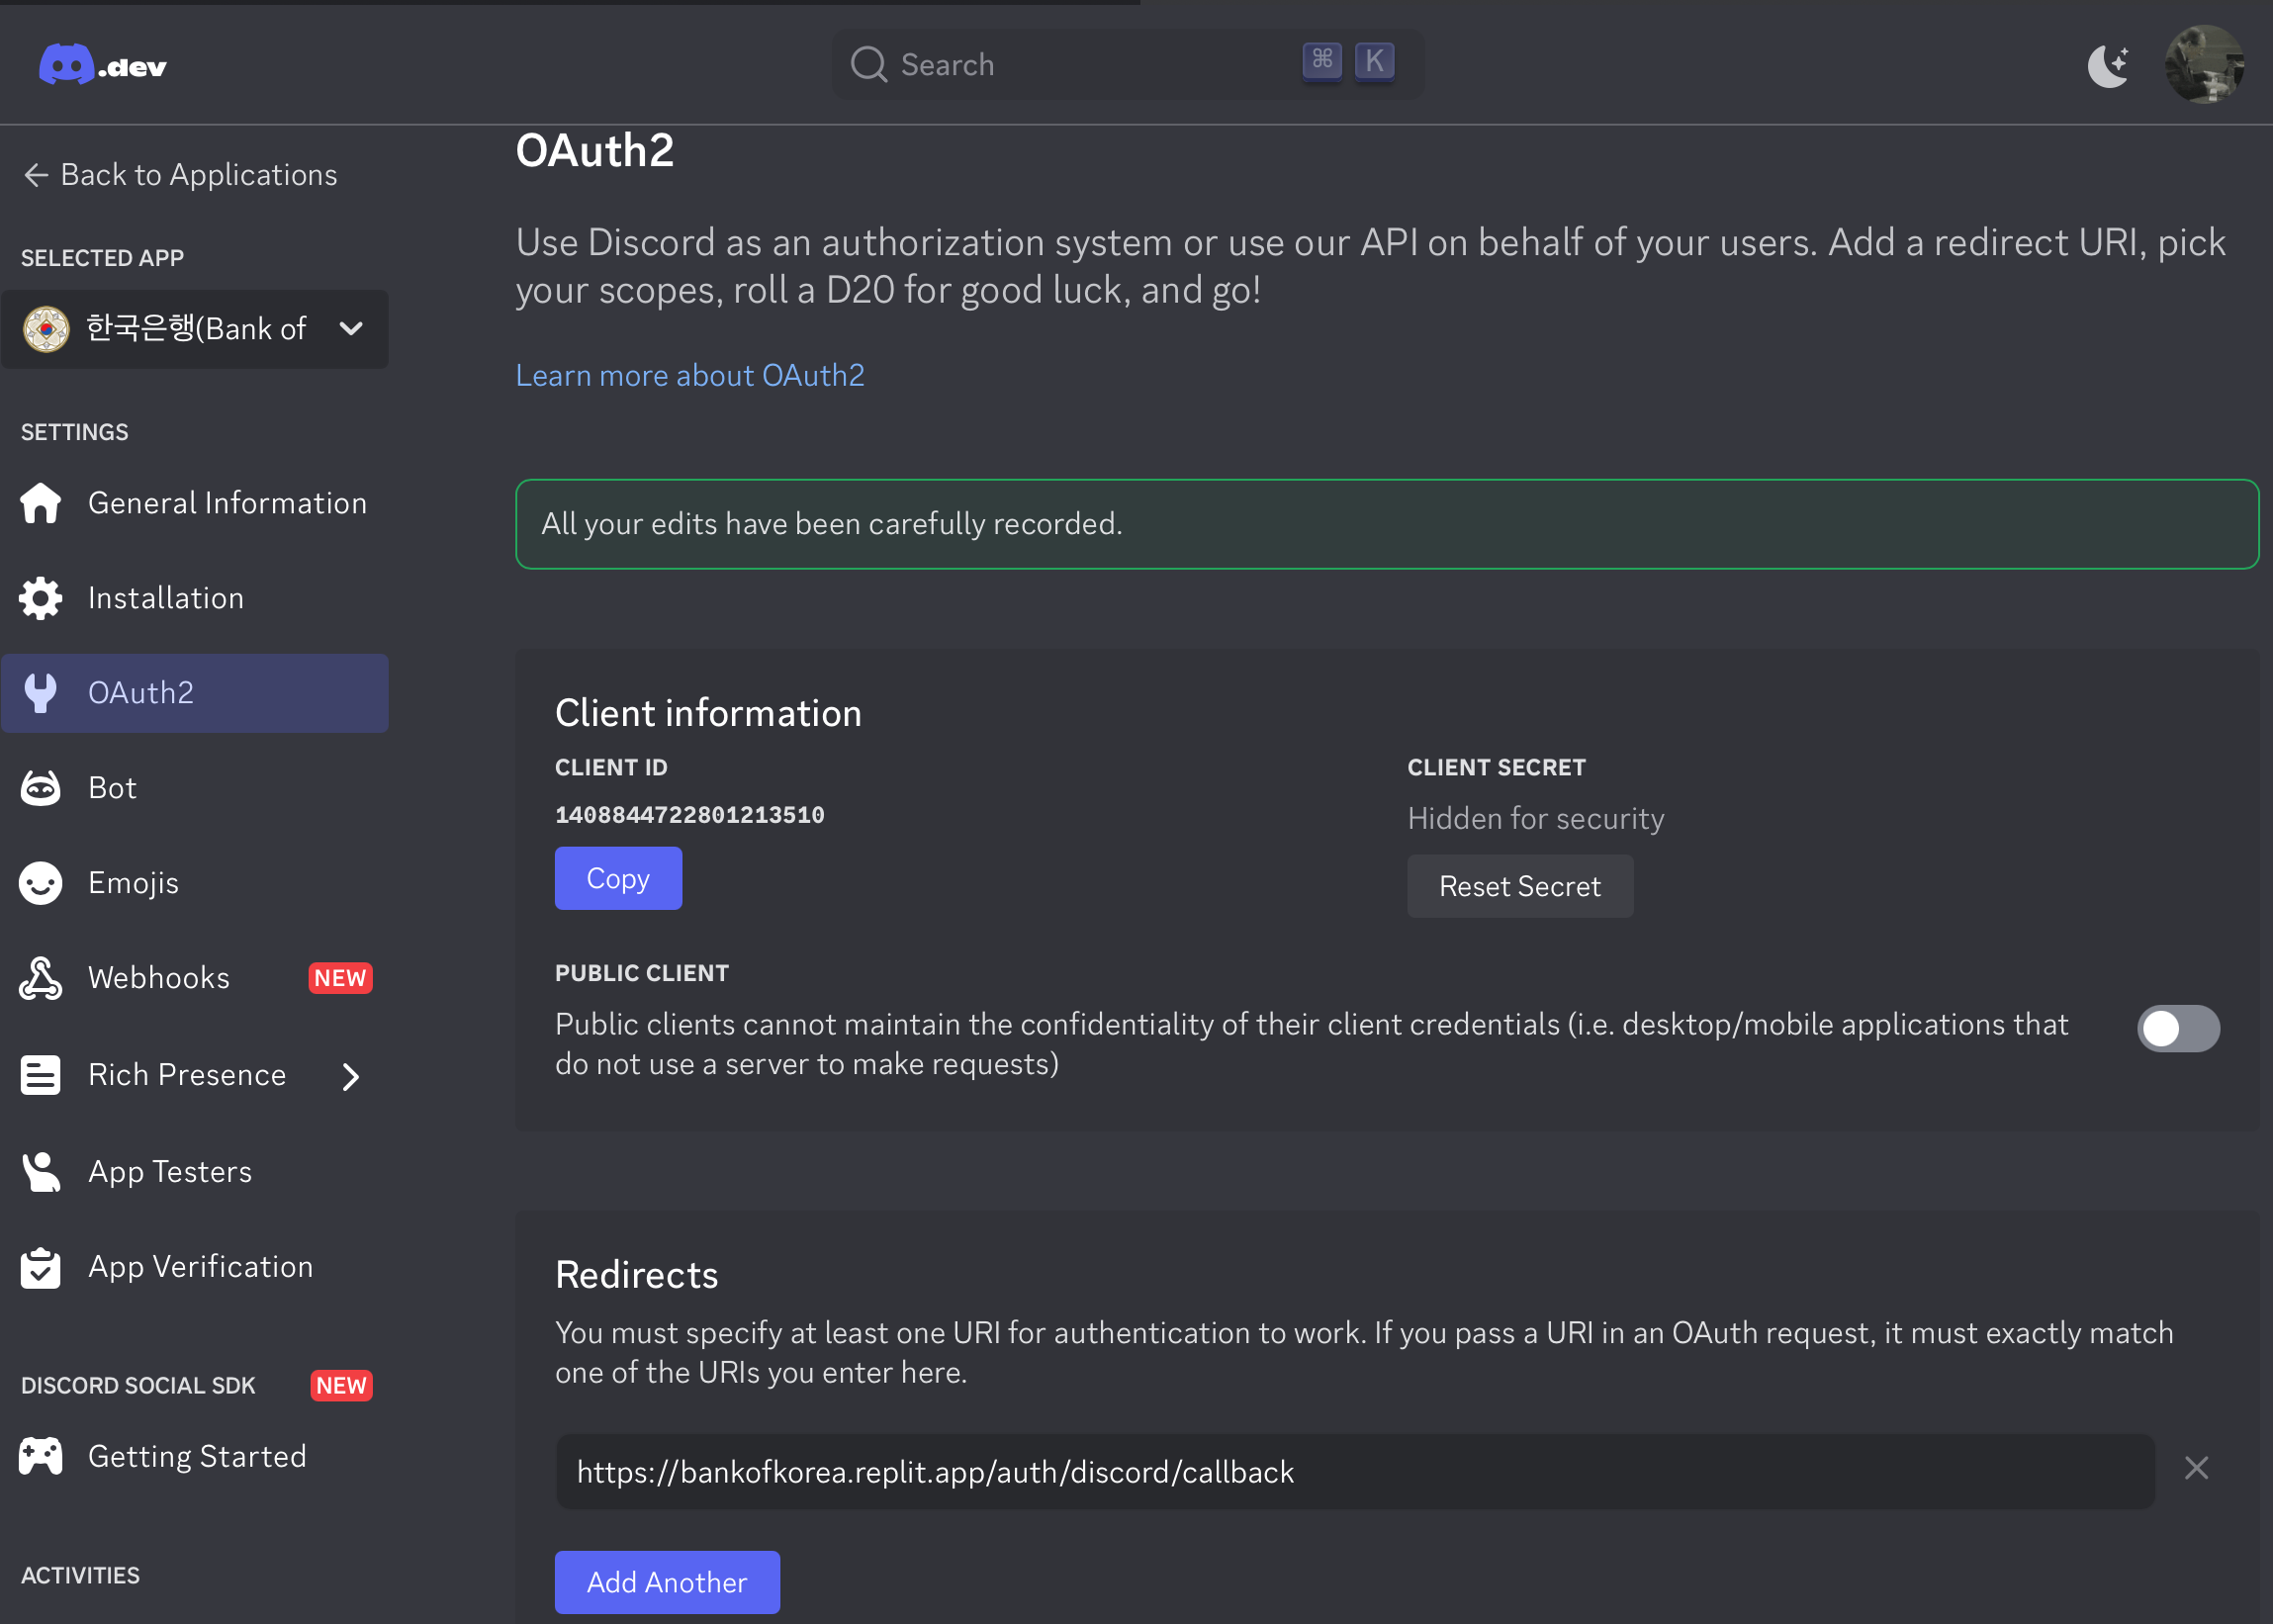 .dev
Search
⌘ K
← Back to Applications
SELECTED APP
한국은행(Bank of
SETTINGS
General Information
Installation
OAuth2
Bot
Emojis
Webhooks NEW
Rich Presence
App Testers
App Verification
DISCORD SOCIAL SDK NEW
Getting Started
ACTIVITIES
OAuth2
Use Discord as an authorization system or use our API on behalf of your users. Add a redirect URI, pick
your scopes, roll a D20 for good luck, and go!
Learn more about OAuth2
All your edits have been carefully recorded.
Client information
CLIENT ID
1408844722801213510
Copy
CLIENT SECRET
Hidden for security
Reset Secret
PUBLIC CLIENT
Public clients cannot maintain the confidentiality of their client credentials (i.e. desktop/mobile applications that
do not use a server to make requests)
Redirects
You must specify at least one URI for authentication to work. If you pass a URI in an OAuth request, it must exactly match
one of the URIs you enter here.
https://bankofkorea.replit.app/auth/discord/callback
Add Another